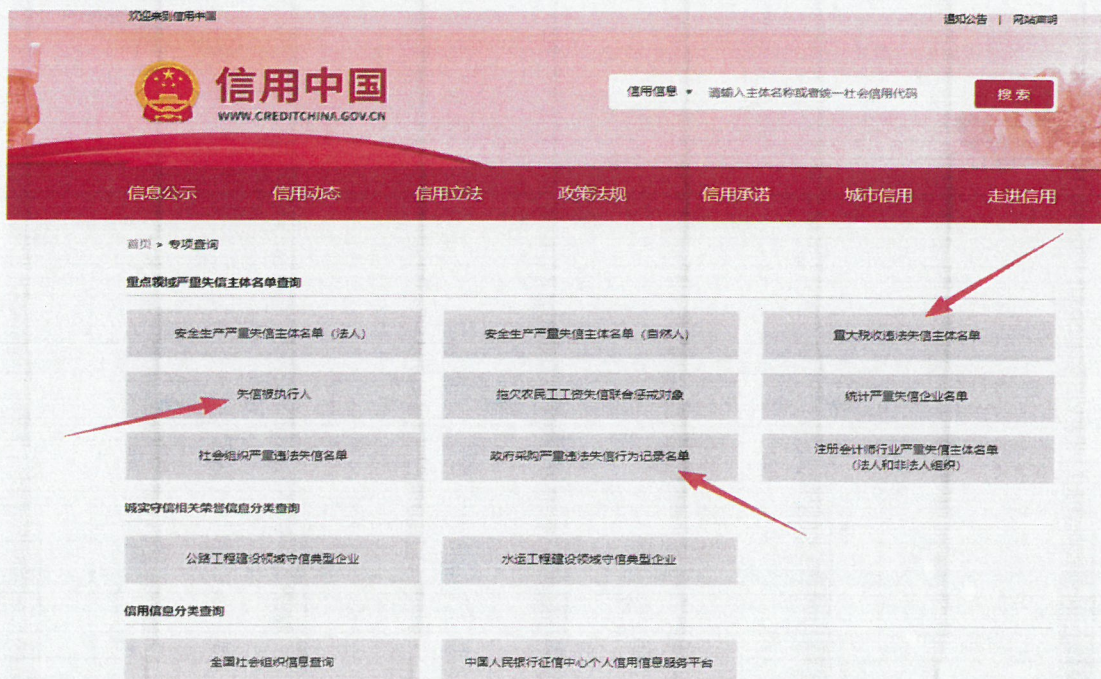 欢迎来到信用中国
通知公告 | 网站声明
信用中国
WWW.CREDITCHINA.GOV.CN
信用信息 请输入主体名称或者统一社会信用代码 搜索
信息公示 信用动态 信用立法 政策法规 信用承诺 城市信用 走进信用
首页 > 专项查询
重点领域严重失信主体名单查询
安全生产严重失信主体名单（法人） 安全生产严重失信主体名单（自然人） 重大税收违法失信主体名单
失信被执行人 拖欠农民工工资失信联合惩戒对象 统计严重失信企业名单
社会组织严重违法失信名单 政府采购严重违法失信行为记录名单 注册会计师行业严重失信主体名单
（法人和非法人组织）
诚实守信相关荣誉信息分类查询
公路工程建设领域守信典型企业 水运工程建设领域守信典型企业
信用信息分类查询
全国社会组织信息查询 中国人民银行征信中心个人信用信息服务平台